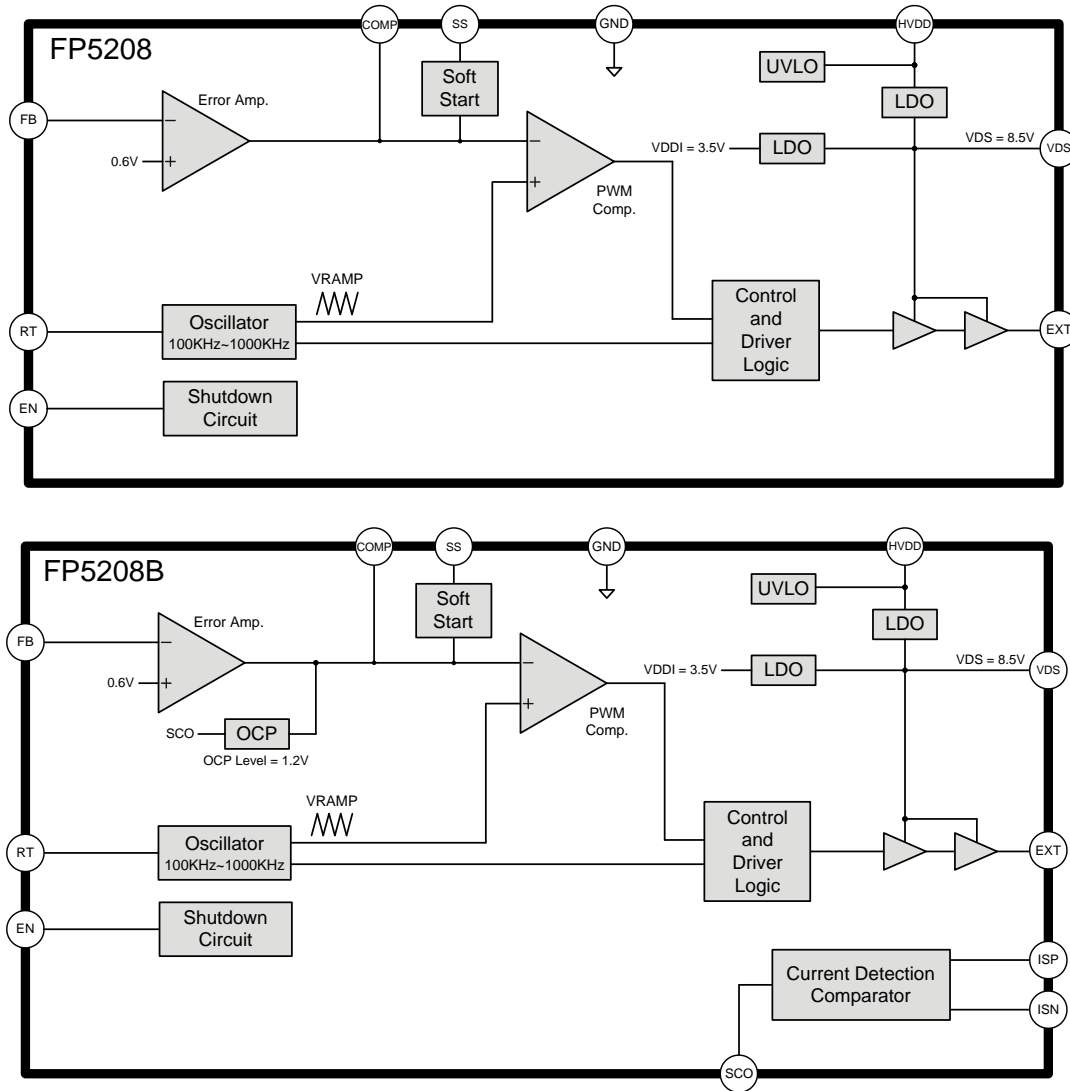 COMP
SS
GND
HVDD
FP5208
UVLO
Soft
Start
LDO
Error Amp.
FB
0.6V
VDDI = 3.5V
LDO
VDS = 8.5V
VDS
PWM
Comp.
VRAMP
RT
Oscillator
100KHz~1000KHz
Control
and
Driver
Logic
EXT
EN
Shutdown
Circuit
COMP
SS
GND
HVDD
FP5208B
UVLO
Soft
Start
LDO
Error Amp.
FB
0.6V
VDDI = 3.5V
LDO
VDS = 8.5V
VDS
SCO
OCP
OCP Level = 1.2V
PWM
Comp.
VRAMP
RT
Oscillator
100KHz~1000KHz
Control
and
Driver
Logic
EXT
EN
Shutdown
Circuit
Current Detection
Comparator
ISP
ISN
SCO